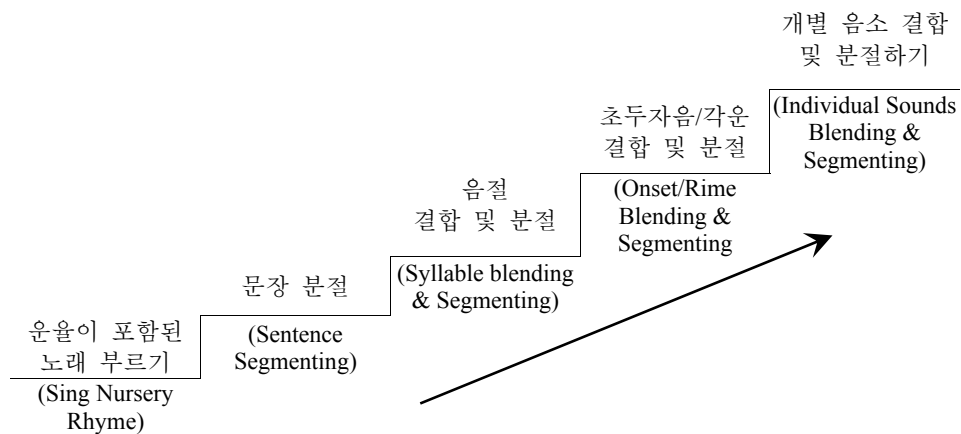 운율이 포함된
노래 부르기
(Sing Nursery
Rhyme)
문장 분절
(Sentence
Segmenting)
음절
결합 및 분절
(Syllable blending
& Segmenting)
초두자음/각운
결합 및 분절
(Onset/Rime
Blending &
Segmenting
개별 음소 결합
및 분절하기
(Individual Sounds
Blending &
Segmenting)